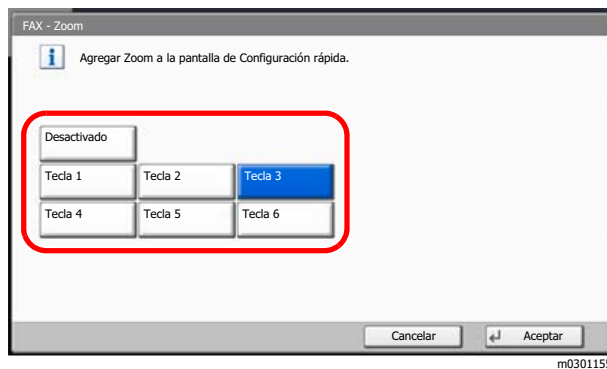 FAX - Zoom
Agregar Zoom a la pantalla de Configuración rápida.
Desactivado
Tecla 1 Tecla 2 Tecla 3
Tecla 4 Tecla 5 Tecla 6
Cancelar Aceptar
m0301155